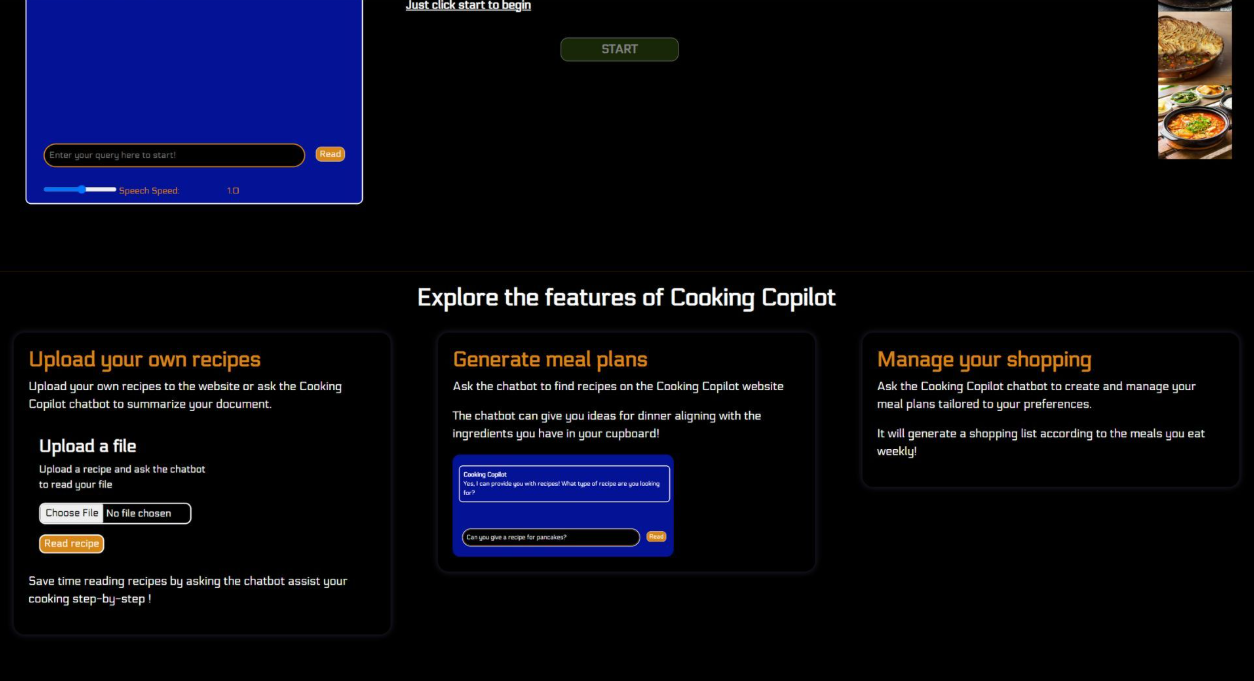 Just click start to begin
START
Enter your query here to start!
Read
Speech Speed: 1.0
Explore the features of Cooking Copilot
Upload your own recipes
Upload your own recipes to the website or ask the Cooking
Copilot chatbot to summarize your document.
Upload a file
Upload a recipe and ask the chatbot
to read your file
Choose File No file chosen
Read recipe
Save time reading recipes by asking the chatbot assist your
cooking step-by-step !
Generate meal plans
Ask the chatbot to find recipes on the Cooking Copilot website
The chatbot can give you ideas for dinner aligning with the
ingredients you have in your cupboard!
Cooking Copilot
Yes, I can provide you with recipes! What type of recipe are you looking
for?
Can you give a recipe for pancakes?
Read
Manage your shopping
Ask the Cooking Copilot chatbot to create and manage your
meal plans tailored to your preferences.
It will generate a shopping list according to the meals you eat
weekly!